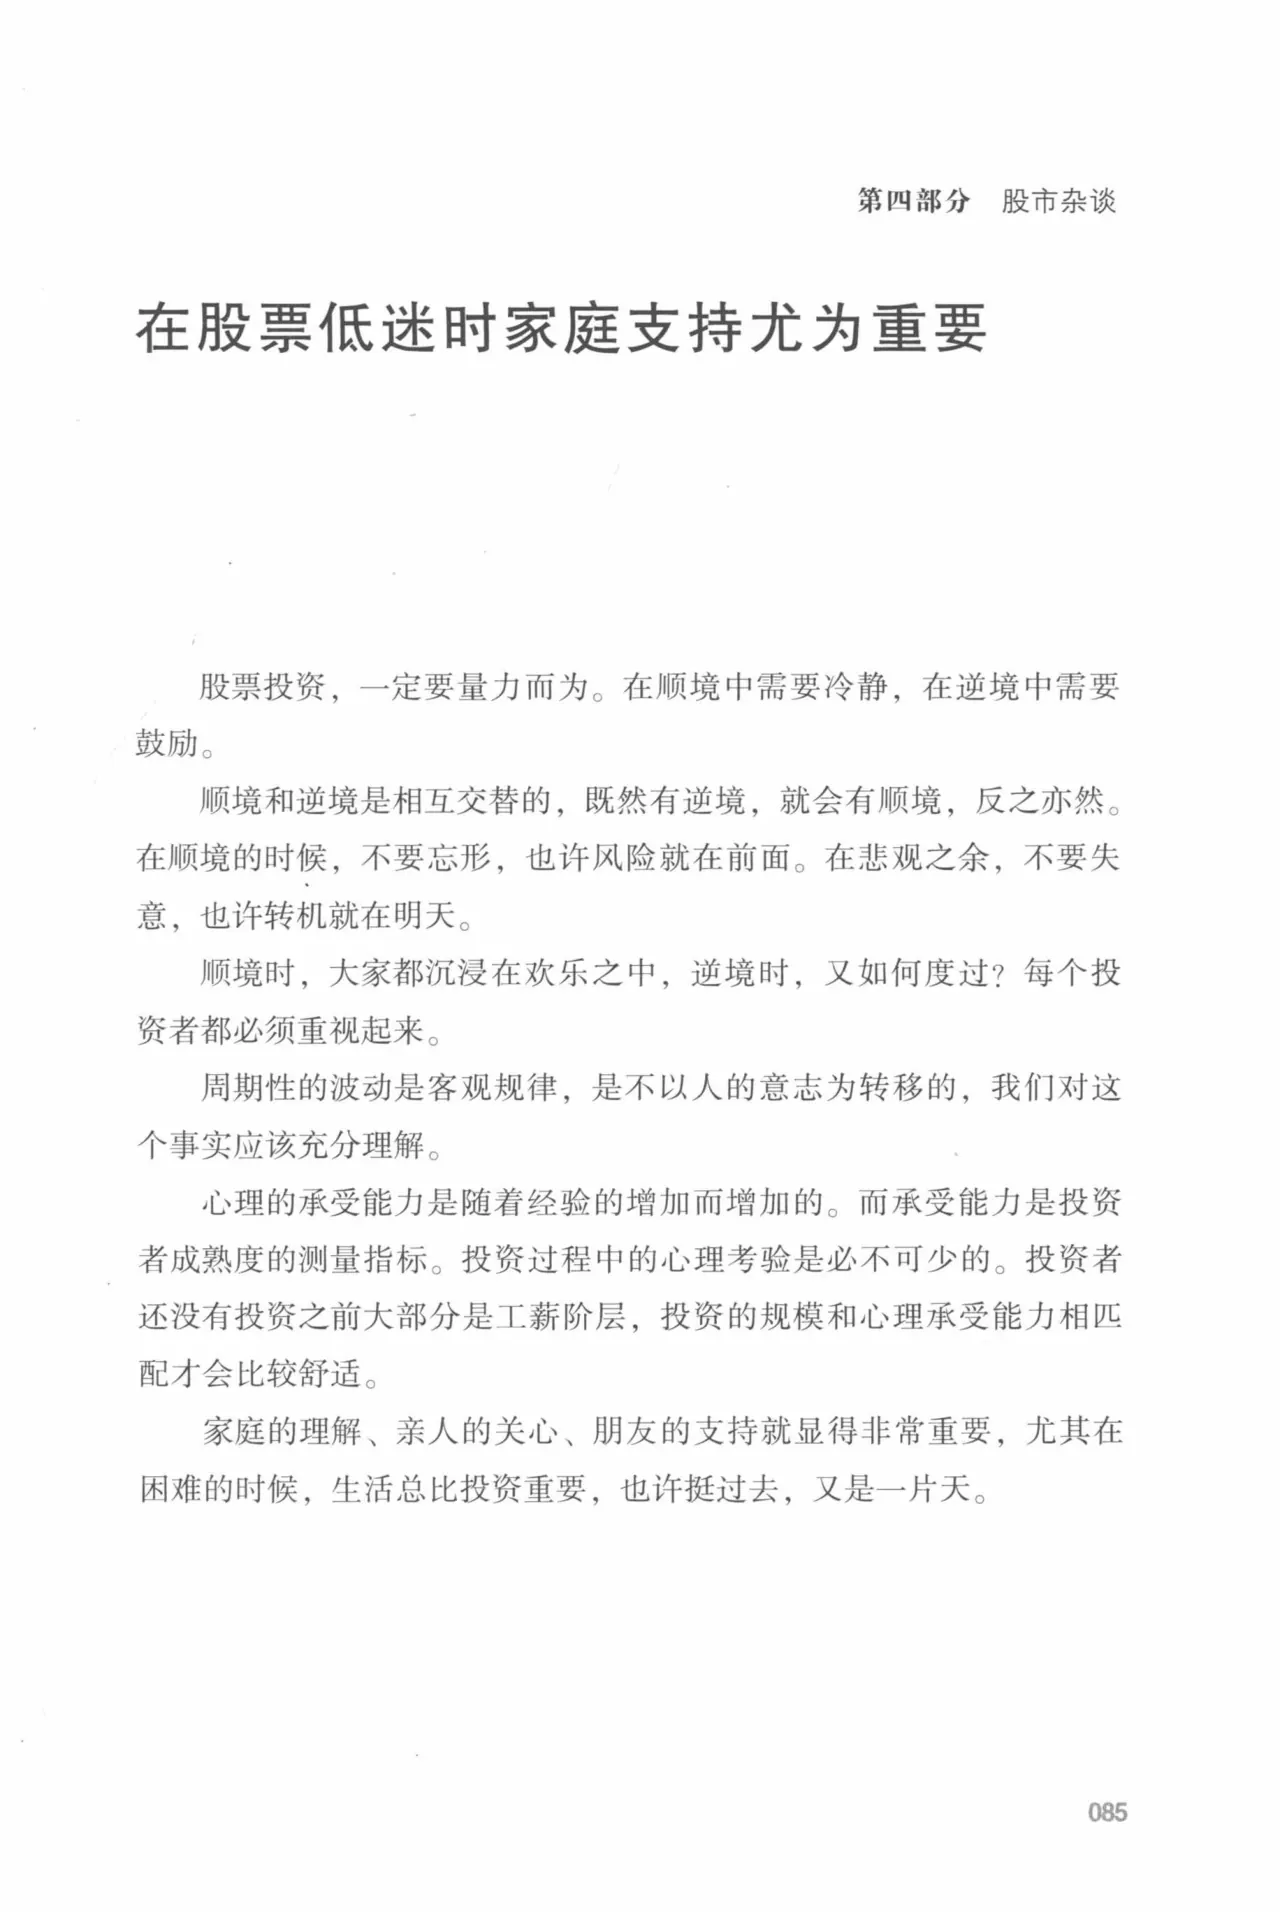 第四部分 股市杂谈
在股票低迷时家庭支持尤为重要
股票投资，一定要量力而为。在顺境中需要冷静，在逆境中需要
鼓励。
顺境和逆境是相互交替的，既然有逆境，就会有顺境，反之亦然。
在顺境的时候，不要忘形，也许风险就在前面。在悲观之余，不要失
意，也许转机就在明天。
顺境时，大家都沉浸在欢乐之中，逆境时，又如何度过？每个投
资者都必须重视起来。
周期性的波动是客观规律，是不以人的意志为转移的，我们对这
个事实应该充分理解。
心理的承受能力是随着经验的增加而增加的。而承受能力是投资
者成熟度的测量指标。投资过程中的心理考验是必不可少的。投资者
还没有投资之前大部分是工薪阶层，投资的规模和心理承受能力相匹
配才会比较舒适。
家庭的理解、亲人的关心、朋友的支持就显得非常重要，尤其在
困难的时候，生活总比投资重要，也许挺过去，又是一片天。
085